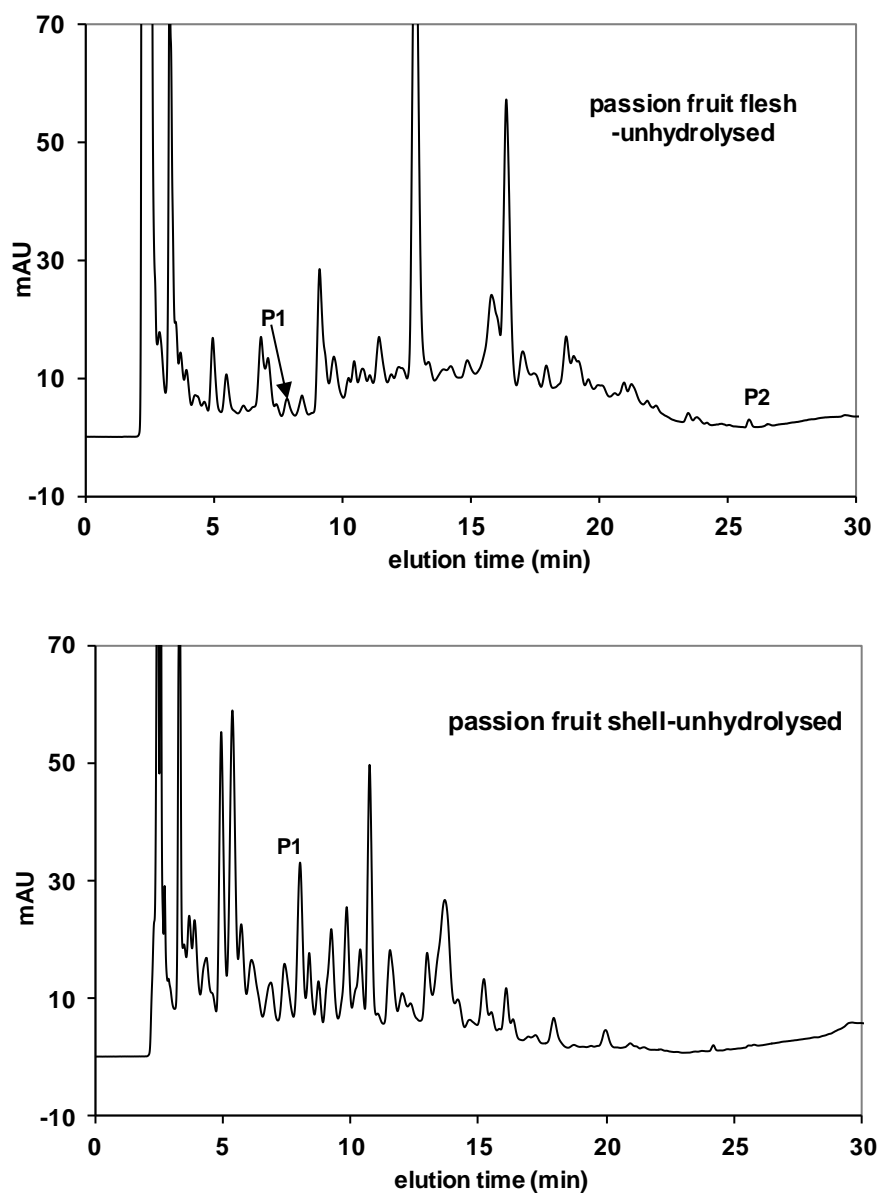 70
passion fruit flesh
-unhydrolysed
50
mAU
30
P1
10
P2
-10
0 5 10 15 20 25 30
elution time (min)
70
passion fruit shell-unhydrolysed
50
P1
mAU
30
10
-10
0 5 10 15 20 25 30
elution time (min)